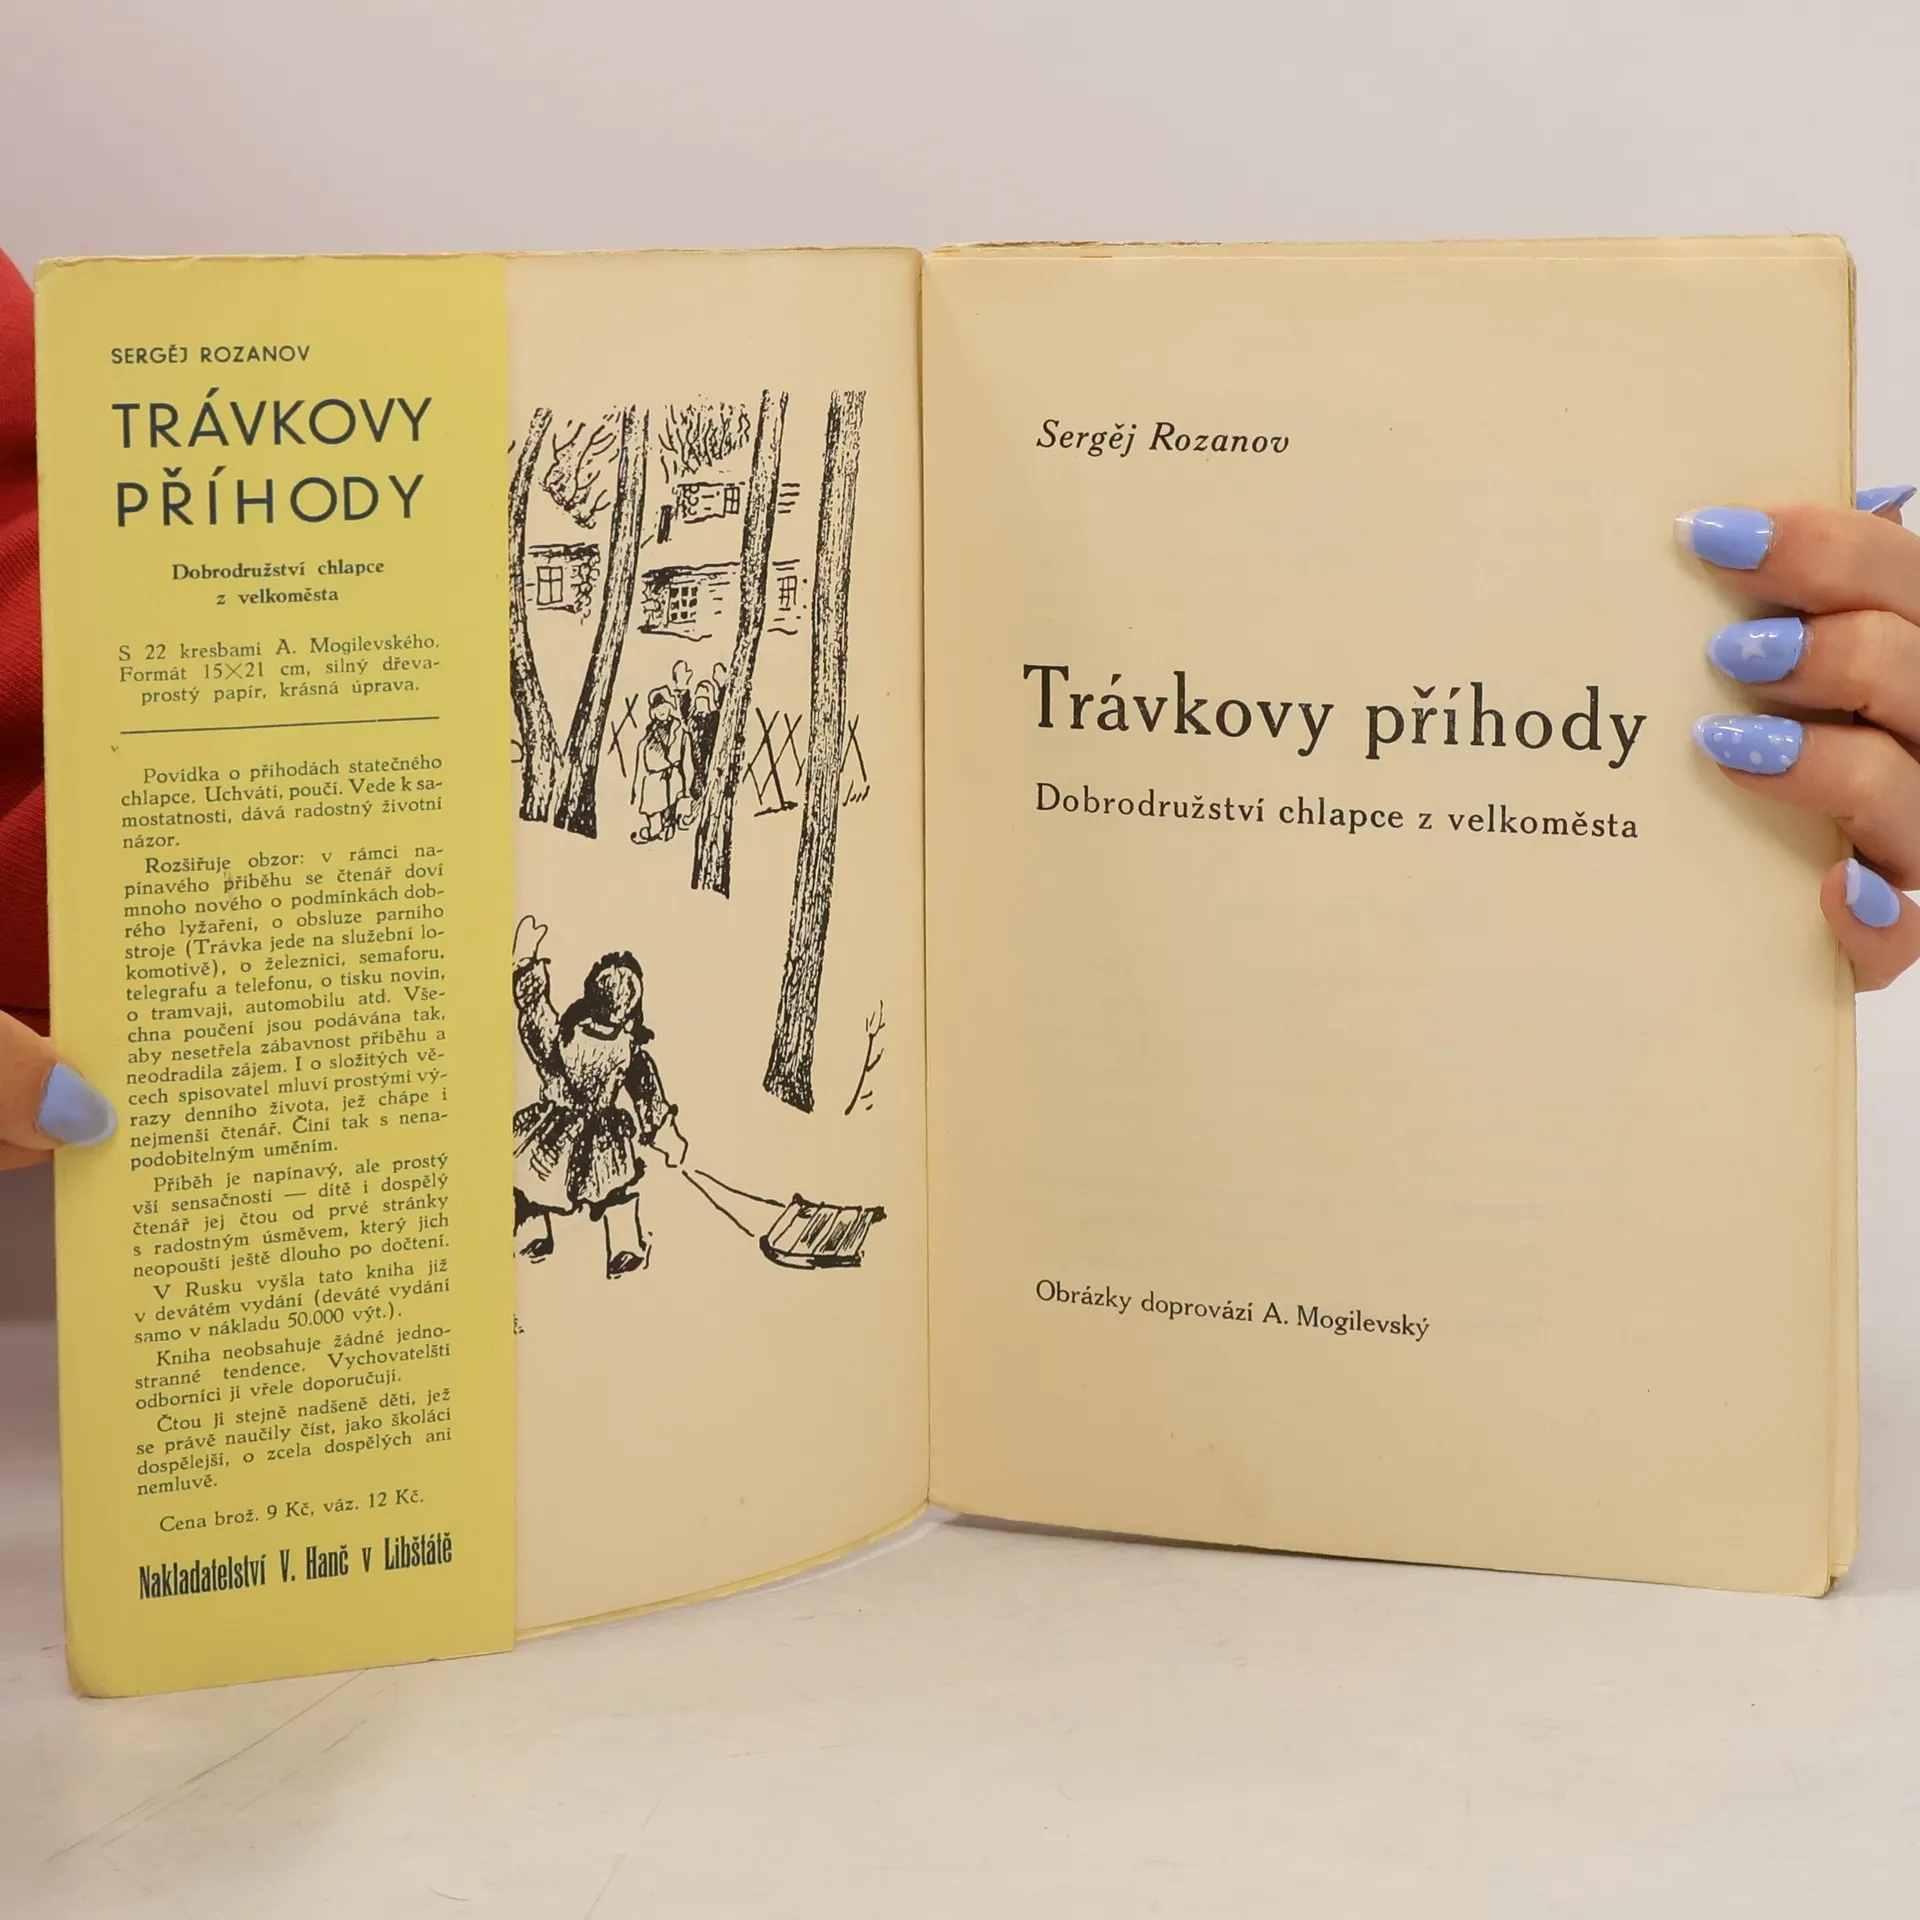 SERGĚJ ROZANOV
TRÁVKOVY
PŘÍHODY
Dobrodružství chlapce
z velkoměsta
S 22 kresbami A. Mogilevského.
Formát 15×21 cm, silný dřeva-
prostý papír, krásná úprava.
Povídka o příhodách statečného
chlapce. Uchvátí, poučí. Vede k sa-
mostatnosti, dává radostný životní
názor.
Rozšiřuje obzor: v rámci na-
pínavého příběhu se čtenář doví
mnoho nového o podmínkách dob-
rého lyžaření, o obsluze parního
stroje (Trávka jede na služební lo-
komotivě), o železnici, semaforu,
telegrafu a telefonu, o tisku novin,
o tramvaji, automobilu atd. Vše-
chna poučení jsou podávána tak,
aby nesetřela zábavnost příběhu a
neodradila zájem. I o složitých vě-
cech spisovatel mluví prostými vý-
razy denního života, jež chápe i
nejmenší čtenář. Činí tak s nena-
podobitelným uměním.
Příběh je napínavý, ale prostý
vší sensačnosti — dítě i dospělý
čtenář jej čtou od prvé stránky
s radostným úsměvem, který jich
neopouští ještě dlouho po dočtení.
V Rusku vyšla tato kniha již
v devátém vydání (deváté vydání
samo v nákladu 50.000 výt.).
Kniha neobsahuje žádné jedno-
stranné tendence. Vychovatelští
odborníci ji vřele doporučují.
Čtou ji stejně nadšeně děti, jež
se právě naučily číst, jako školáci
dospělejší, o zcela dospělých ani
nemluvě.
Cena brož. 9 Kč, váz. 12 Kč.
Nakladatelství V. Hanč v Libštátě
Sergěj Rozanov
Trávkovy příhody
Dobrodružství chlapce z velkoměsta
Obrázky doprovází A. Mogilevský